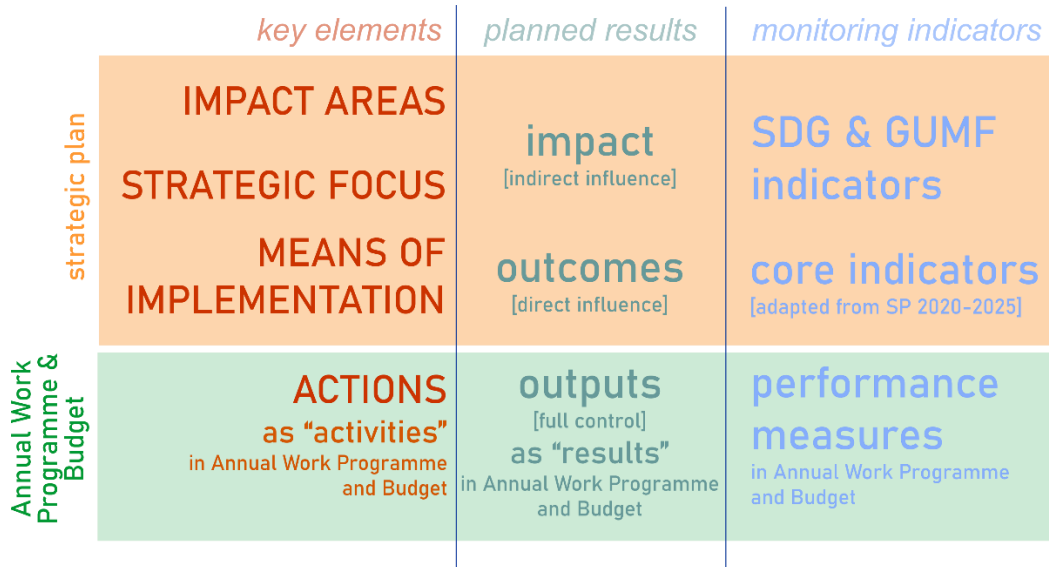 key elements
planned results
monitoring indicators
strategic plan
IMPACT AREAS
STRATEGIC FOCUS
MEANS OF
IMPLEMENTATION
impact
[indirect influence]
outcomes
[direct influence]
SDG & GUMF
indicators
core indicators
[adapted from SP 2020-2025]
Annual Work
Programme &
Budget
ACTIONS
as “activities”
in Annual Work Programme
and Budget
outputs
[full control]
as “results”
in Annual Work Programme
and Budget
performance
measures
in Annual Work Programme
and Budget